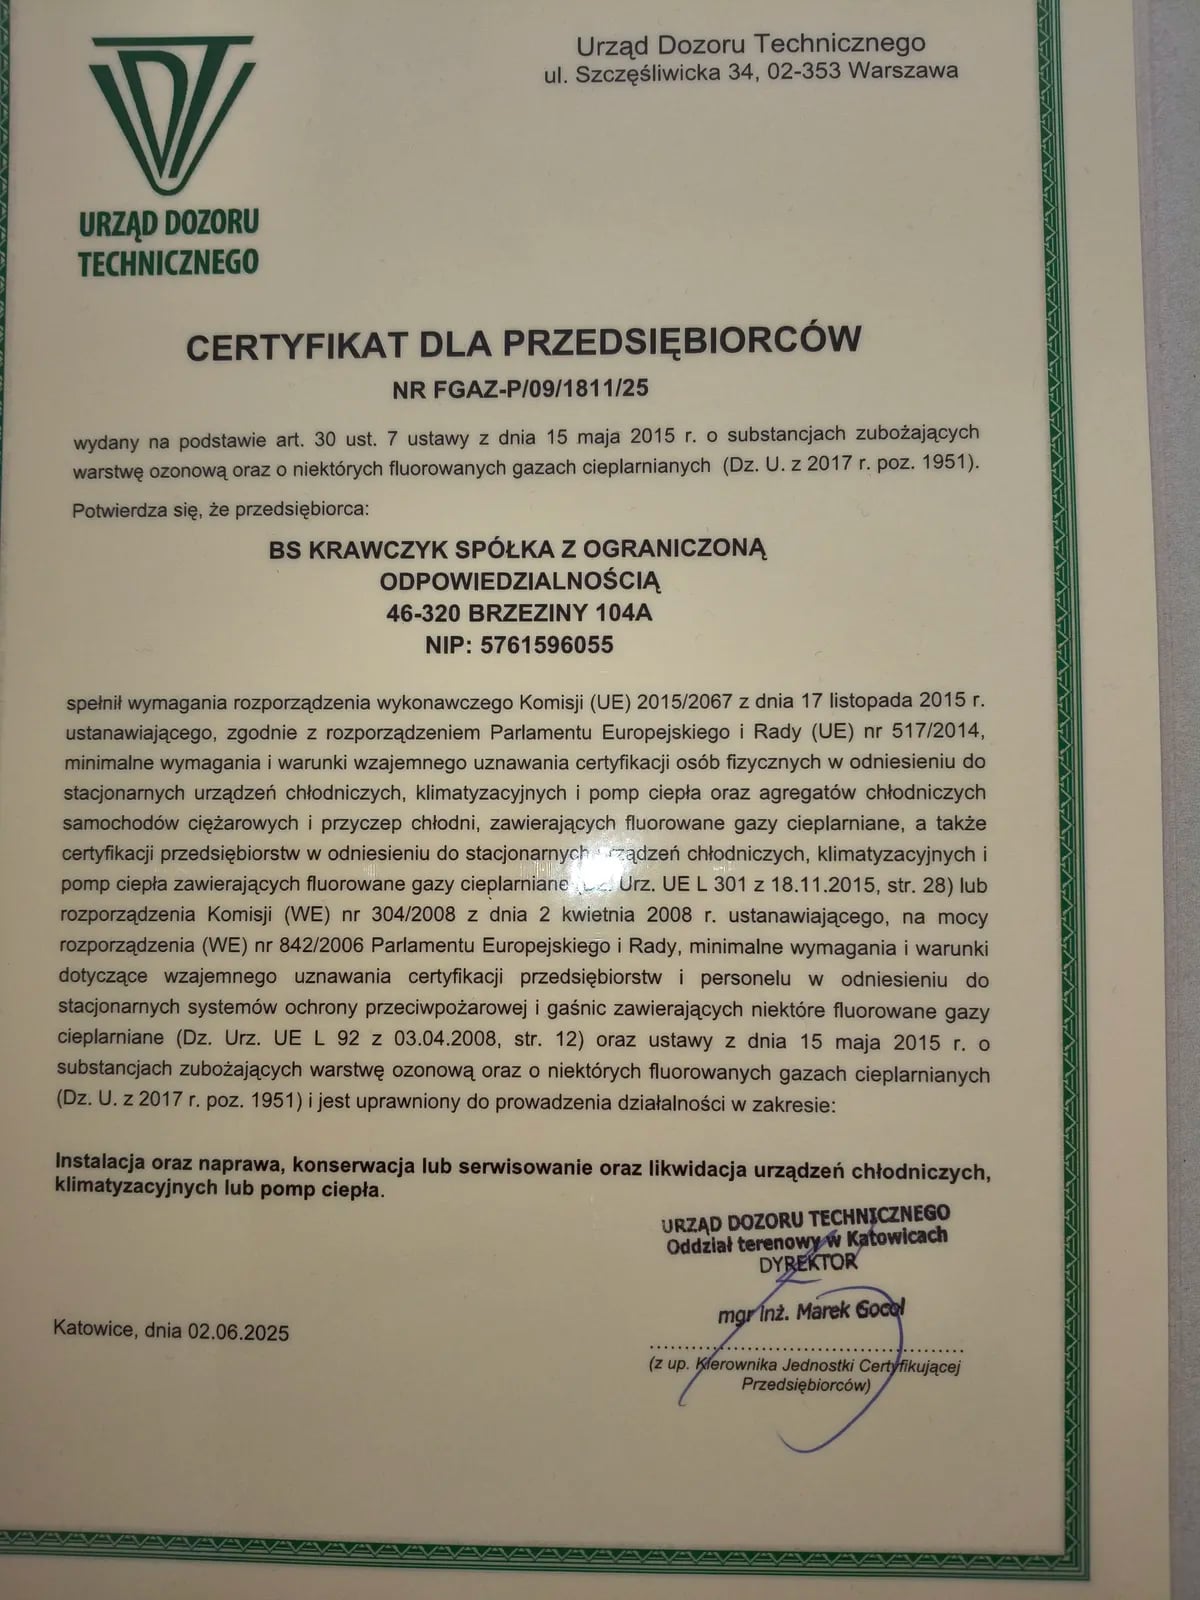 Urząd Dozoru Technicznego
ul. Szczęśliwicka 34, 02-353 Warszawa
URZĄD DOZORU
TECHNICZNEGO
CERTYFIKAT DLA PRZEDSIĘBIORCÓW
NR FGAZ-P/09/1811/25
wydany na podstawie art. 30 ust. 7 ustawy z dnia 15 maja 2015 r. o substancjach zubożających
warstwę ozonową oraz o niektórych fluorowanych gazach cieplarnianych (Dz. U. z 2017 r. poz. 1951).
Potwierdza się, że przedsiębiorca:
BS KRAWCZYK SPÓŁKA Z OGRANICZONĄ
ODPOWIEDZIALNOŚCIĄ
46-320 BRZEZINY 104A
NIP: 5761596055
spełnił wymagania rozporządzenia wykonawczego Komisji (UE) 2015/2067 z dnia 17 listopada 2015 r.
ustanawiającego, zgodnie z rozporządzeniem Parlamentu Europejskiego i Rady (UE) nr 517/2014,
minimalne wymagania i warunki wzajemnego uznawania certyfikacji osób fizycznych w odniesieniu do
stacjonarnych urządzeń chłodniczych, klimatyzacyjnych i pomp ciepła oraz agregatów chłodniczych
samochodów ciężarowych i przyczep chłodni, zawierających fluorowane gazy cieplarniane, a także
certyfikacji przedsiębiorstw w odniesieniu do stacjonarnych urządzeń chłodniczych, klimatyzacyjnych i
pomp ciepła zawierających fluorowane gazy cieplarniane (Dz. Urz. UE L 301 z 18.11.2015, str. 28) lub
rozporządzenia Komisji (WE) nr 304/2008 z dnia 2 kwietnia 2008 r. ustanawiającego, na mocy
rozporządzenia (WE) nr 842/2006 Parlamentu Europejskiego i Rady, minimalne wymagania i warunki
dotyczące wzajemnego uznawania certyfikacji przedsiębiorstw i personelu w odniesieniu do
stacjonarnych systemów ochrony przeciwpożarowej i gaśnic zawierających niektóre fluorowane gazy
cieplarniane (Dz. Urz. UE L 92 z 03.04.2008, str. 12) oraz ustawy z dnia 15 maja 2015 r. o
substancjach zubożających warstwę ozonową oraz o niektórych fluorowanych gazach cieplarnianych
(Dz. U. z 2017 r. poz. 1951) i jest uprawniony do prowadzenia działalności w zakresie:
Instalacja oraz naprawa, konserwacja lub serwisowanie oraz likwidacja urządzeń chłodniczych,
klimatyzacyjnych lub pomp ciepła.
URZĄD DOZORU TECHNICZNEGO
Oddział terenowy w Katowicach
DYREKTOR
mgr inż. Marek Gocol
Katowice, dnia 02.06.2025
(z up. Kierownika Jednostki Certyfikującej
Przedsiębiorców)